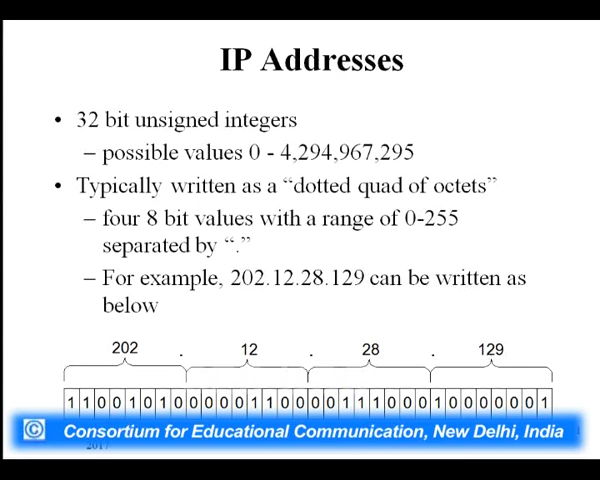 IP Addresses
• 32 bit unsigned integers
– possible values 0 - 4,294,967,295
• Typically written as a “dotted quad of octets”
– four 8 bit values with a range of 0-255
separated by “.”
– For example, 202.12.28.129 can be written as
below
202 . 12 . 28 . 129
1 1 0 0 1 0 1 0 0 0 0 0 1 1 0 0 0 0 0 1 1 1 0 0 1 0 0 0 0 0 0 1
© Consortium for Educational Communication, New Delhi, India